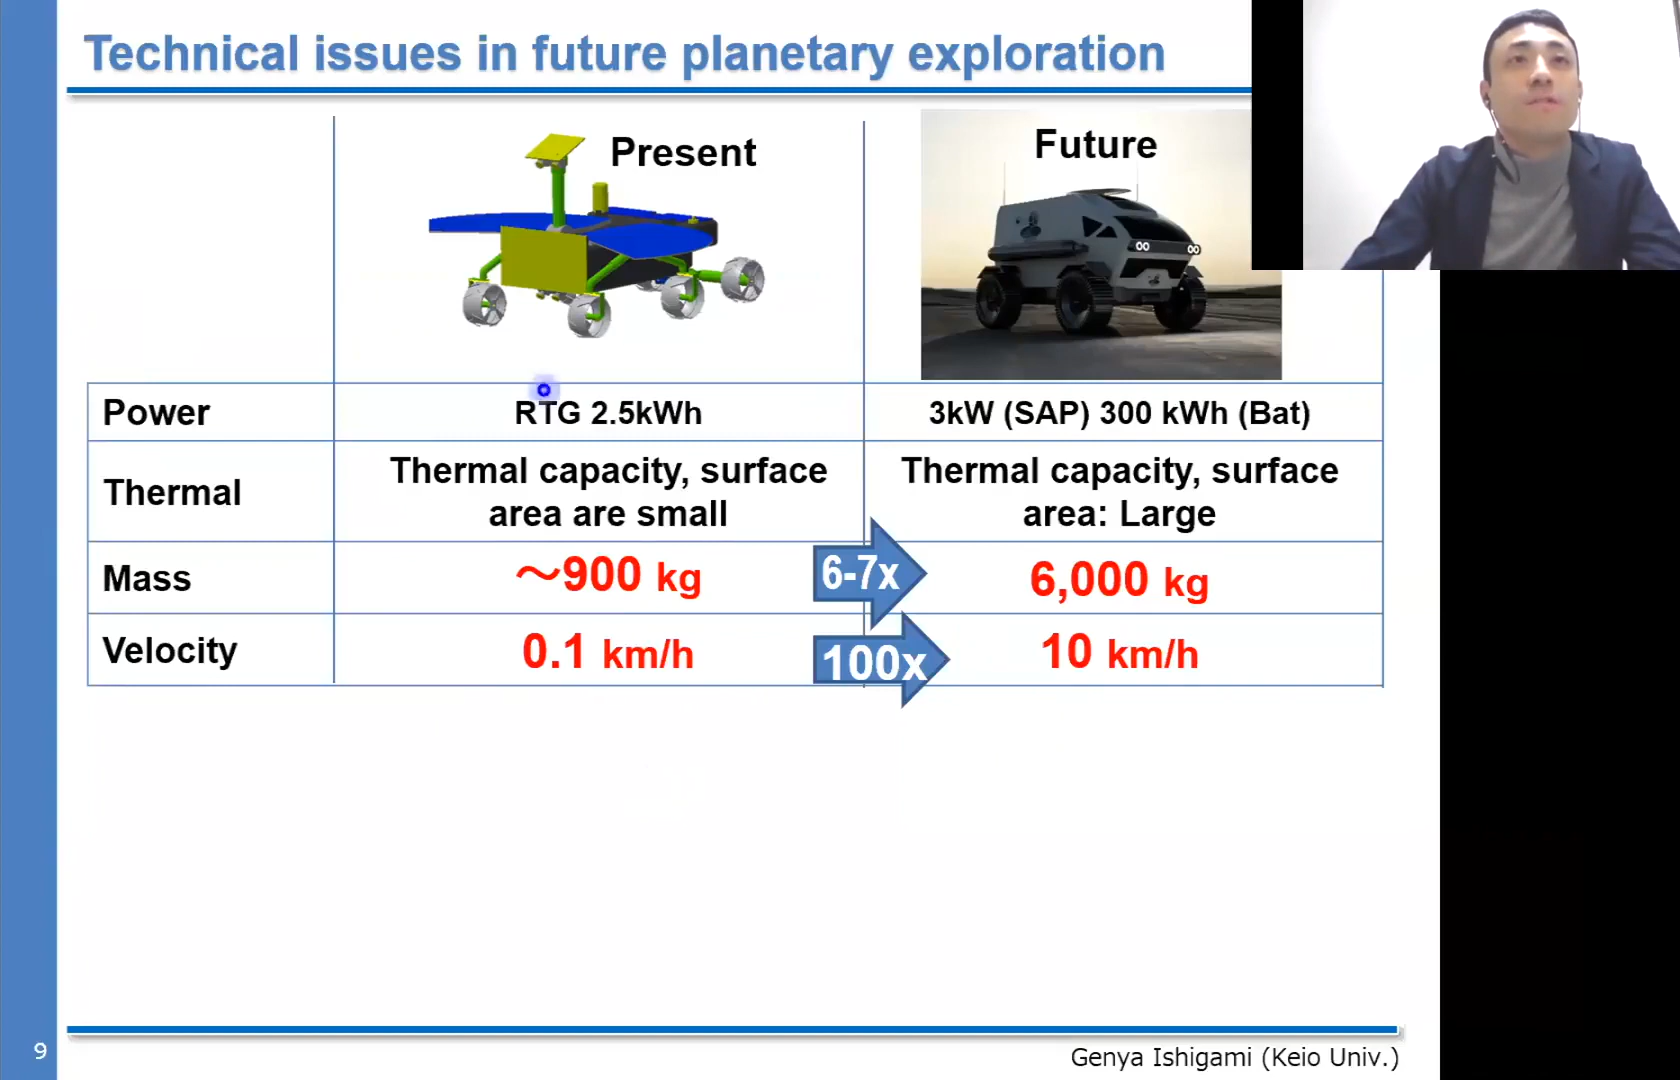 Technical issues in future planetary exploration
Present
Future
Power
RTG 2.5kWh
3kW (SAP) 300 kWh (Bat)
Thermal
Thermal capacity, surface
area are small
Thermal capacity, surface
area: Large
Mass
～900 kg
6-7x
6,000 kg
Velocity
0.1 km/h
100x
10 km/h
9
Genya Ishigami (Keio Univ.)